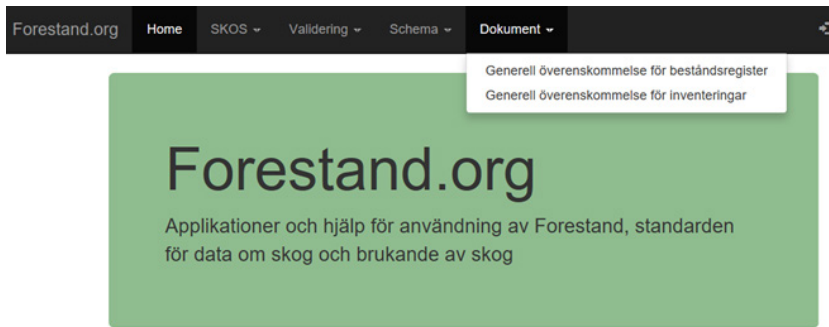 Forestand.org Home SKOS Validering Schema Dokument
Generell överenskommelse för beståndsregister
Generell överenskommelse för inventeringar
Forestand.org
Applikationer och hjälp för användning av Forestand, standarden
för data om skog och brukande av skog